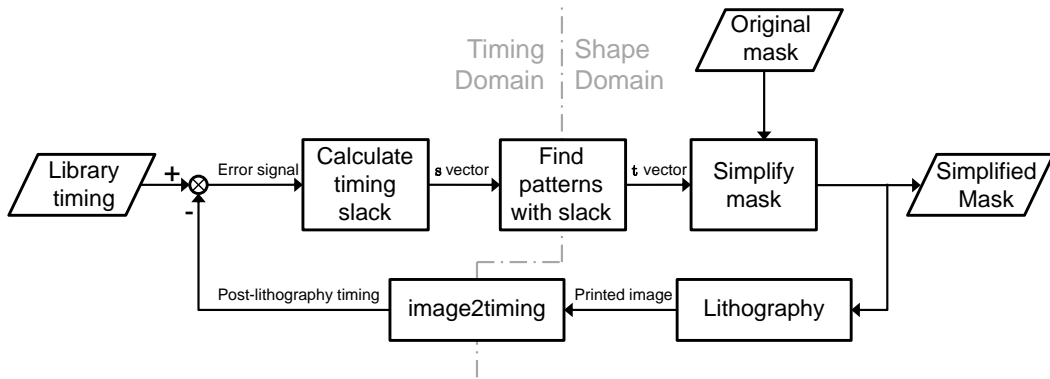 Timing
Domain
Shape
Domain
Original
mask
Library
timing
+
-
Error signal
Calculate
timing
slack
s vector
Find
patterns
with slack
t vector
Simplify
mask
Simplified
Mask
Post-lithography timing
image2timing
Printed image
Lithography